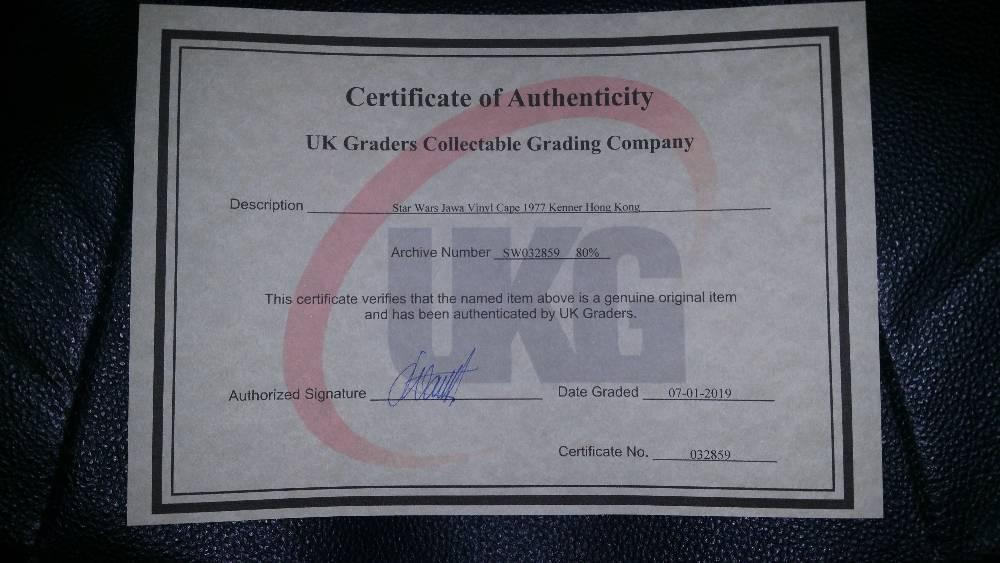 Certificate of Authenticity
UK Graders Collectable Grading Company
Description Star Wars Jawa Vinyl Cape 1977 Kenner Hong Kong
Archive Number SW032859 80%
UKG
This certificate verifies that the named item above is a genuine original item
and has been authenticated by UK Graders.
Authorized Signature Date Graded 07-01-2019
Certificate No. 032859